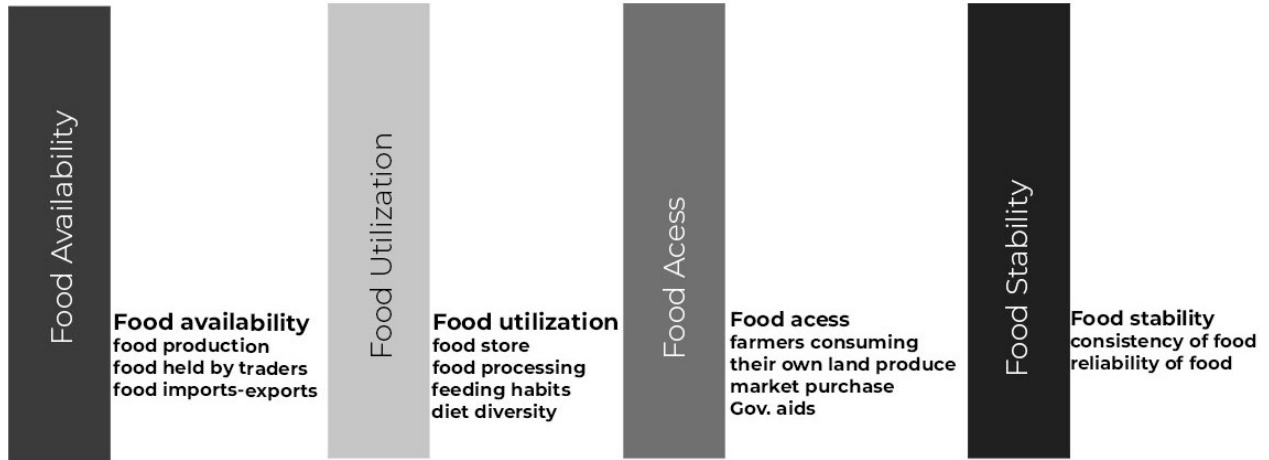 Food Availability
Food availability
food production
food held by traders
food imports-exports
Food Utilization
Food utilization
food store
food processing
feeding habits
diet diversity
Food Acess
Food acess
farmers consuming
their own land produce
market purchase
Gov. aids
Food Stability
Food stability
consistency of food
reliability of food